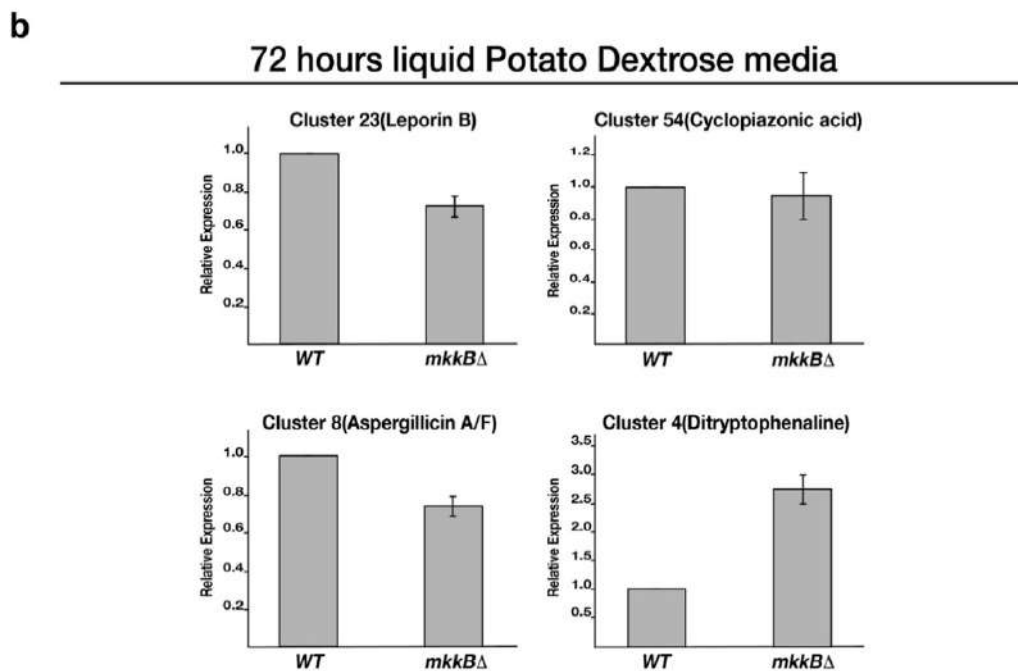 b
72 hours liquid Potato Dextrose media
Cluster 23(Leporin B)
Relative Expression
1.0
0.8
0.6
0.4
0.2
WT
mkkBΔ
Cluster 54(Cyclopiazonic acid)
Relative Expression
1.2
1.0
0.8
0.6
0.4
0.2
WT
mkkBΔ
Cluster 8(Aspergillicin A/F)
Relative Expression
1.0
0.8
0.6
0.4
0.2
WT
mkkBΔ
Cluster 4(Ditryptophenaline)
Relative Expression
3.5
3.0
2.5
2.0
1.5
1.0
0.5
WT
mkkBΔ